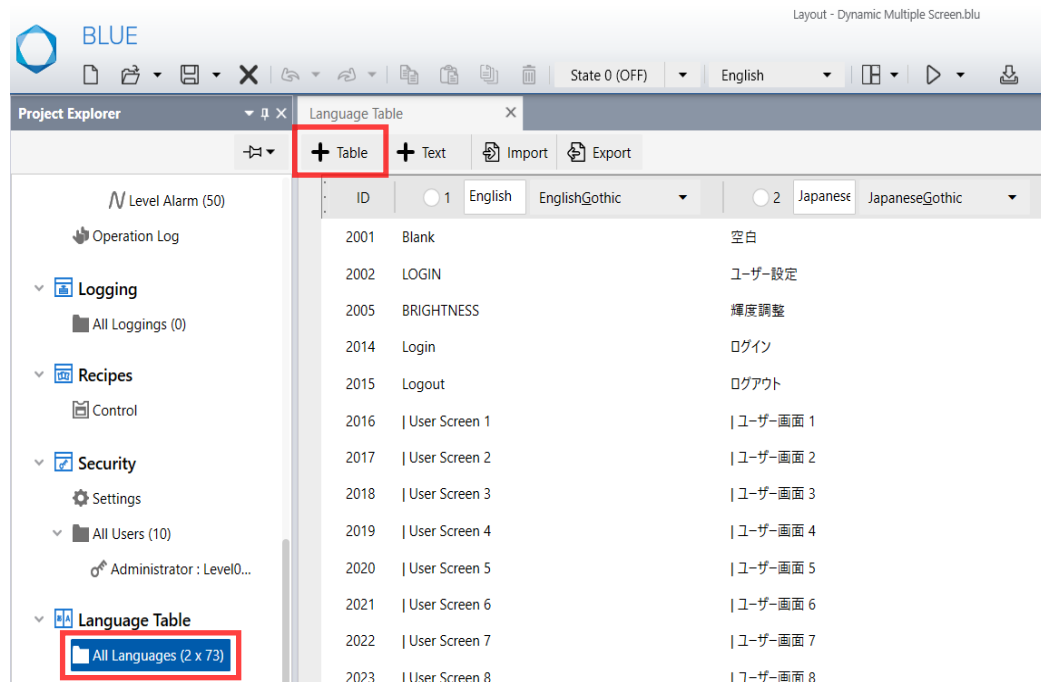 Layout - Dynamic Multiple Screen.blu
BLUE
State 0 (OFF) English
Project Explorer
Language Table
Table Text Import Export
Level Alarm (50)
Operation Log
Logging
All Loggings (0)
Recipes
Control
Security
Settings
All Users (10)
Administrator : Level0...
Language Table
All Languages (2 x 73)
ID 1 English EnglishGothic 2 Japanese JapaneseGothic
2001 Blank 空白
2002 LOGIN ユーザー設定
2005 BRIGHTNESS 輝度調整
2014 Login ログイン
2015 Logout ログアウト
2016 | User Screen 1 | ユーザー画面 1
2017 | User Screen 2 | ユーザー画面 2
2018 | User Screen 3 | ユーザー画面 3
2019 | User Screen 4 | ユーザー画面 4
2020 | User Screen 5 | ユーザー画面 5
2021 | User Screen 6 | ユーザー画面 6
2022 | User Screen 7 | ユーザー画面 7
2023 | User Screen 8 | ユーザー画面 8